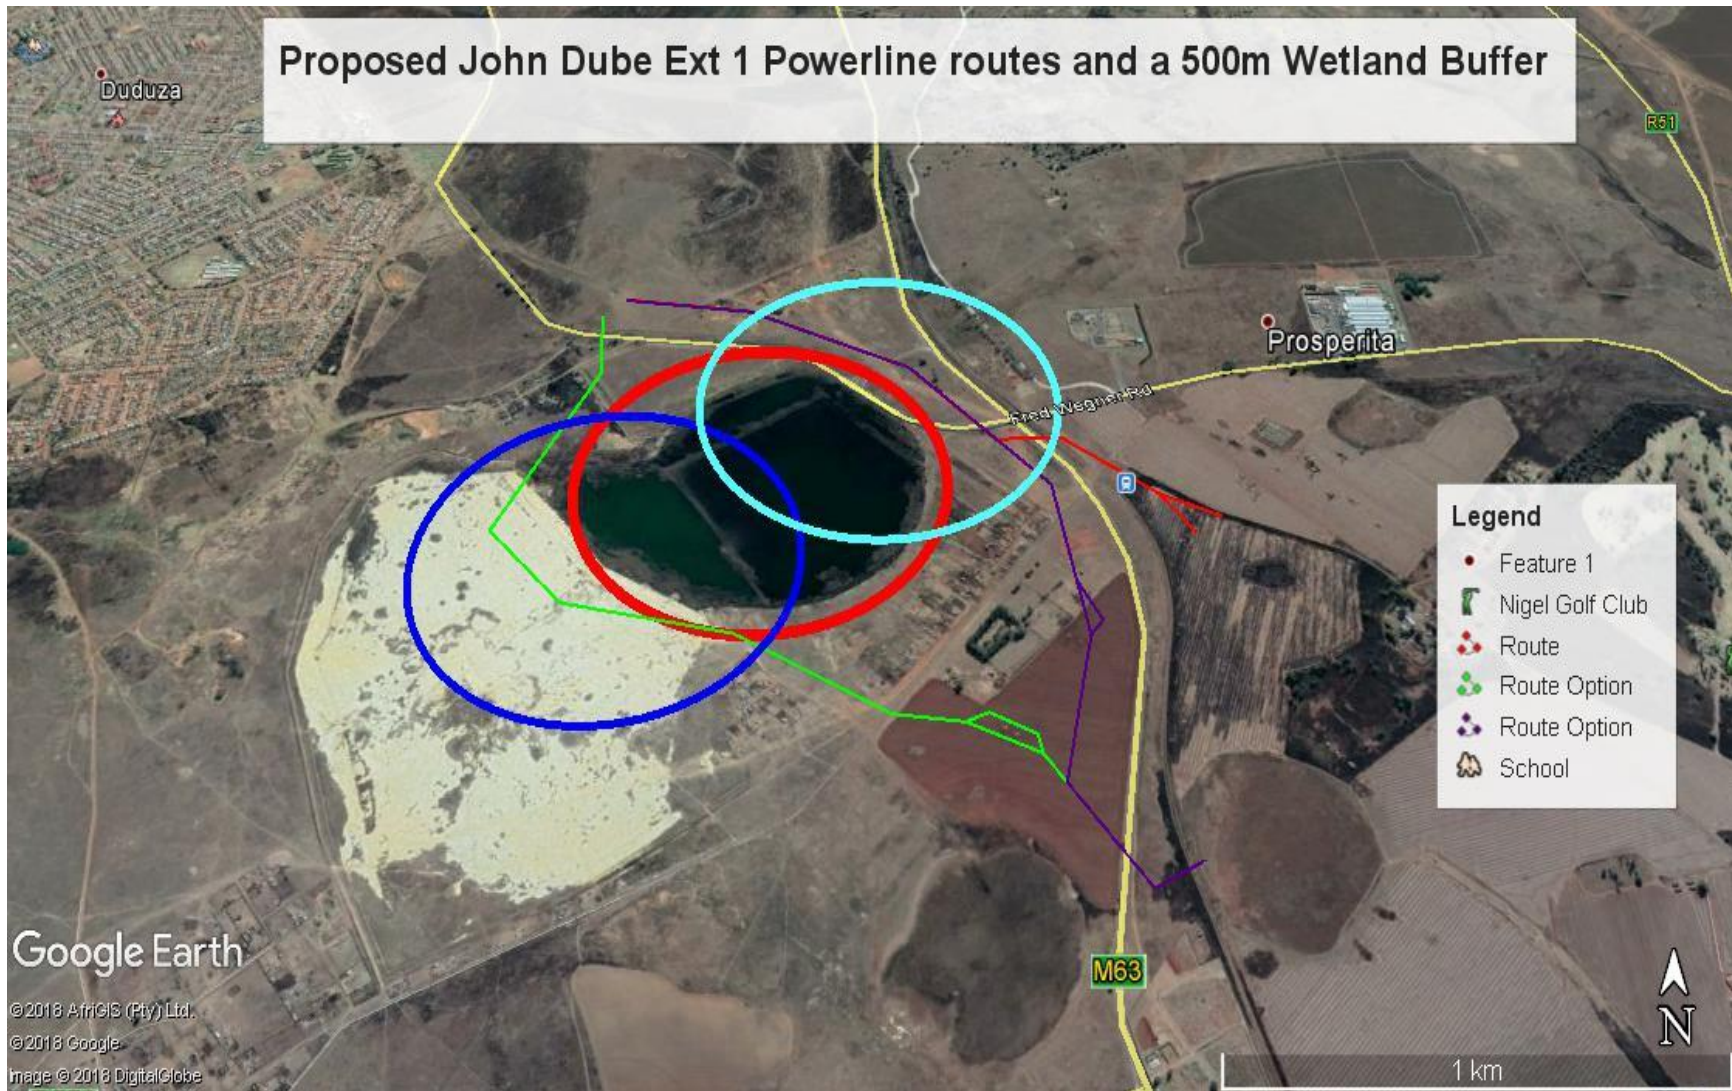 Proposed John Dube Ext 1 Powerline routes and a 500m Wetland Buffer
Duduza
R51
Prosperita
Fred Wegner Rd
Legend
Feature 1
Nigel Golf Club
Route
Route Option
Route Option
School
M63
Google Earth
©2018 AfriGIS (Pty) Ltd.
©2018 Google
Image ©2018 DigitalGlobe
N
1 km